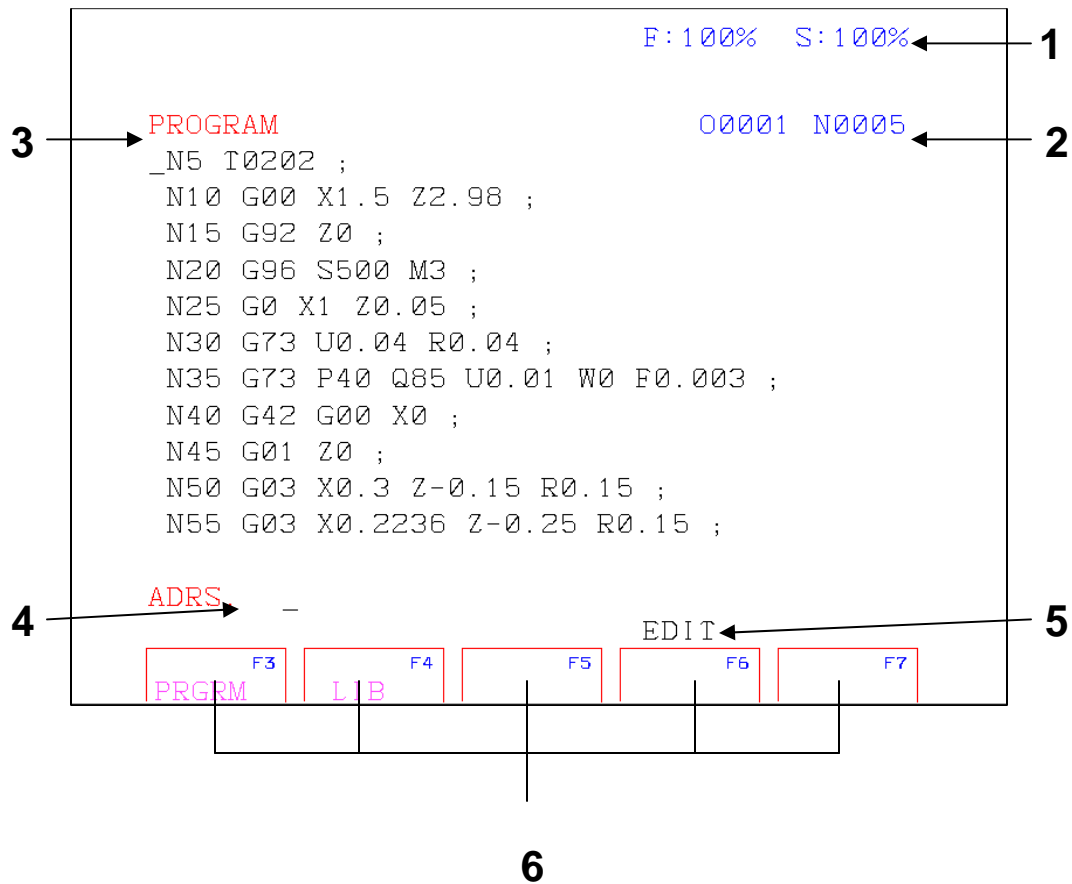 F:100% S:100% 1
3 PROGRAM O0001 N0005 2
_N5 T0202 ;
N10 G00 X1.5 Z2.98 ;
N15 G92 Z0 ;
N20 G96 S500 M3 ;
N25 G0 X1 Z0.05 ;
N30 G73 U0.04 R0.04 ;
N35 G73 P40 Q85 U0.01 W0 F0.003 ;
N40 G42 G00 X0 ;
N45 G01 Z0 ;
N50 G03 X0.3 Z-0.15 R0.15 ;
N55 G03 X0.2236 Z-0.25 R0.15 ;
4 ADRS. _
EDIT 5
F3 F4 F5 F6 F7
PRGRM LIB
6